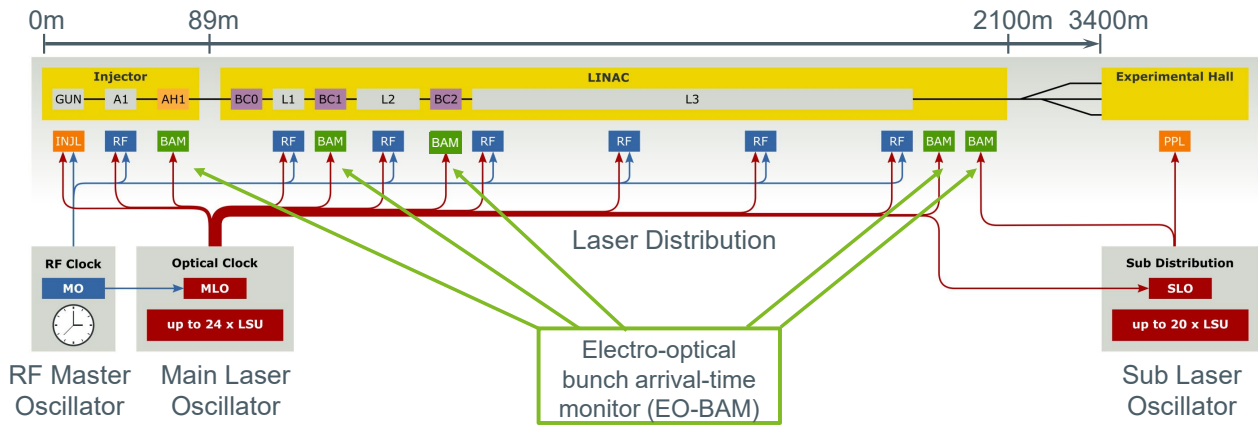 0m 89m 2100m 3400m
Injector LINAC Experimental Hall
GUN A1 AH1 BC0 L1 BC1 L2 BC2 L3
INJL RF BAM RF BAM RF BAM RF RF RF RF BAM BAM PPL
Laser Distribution
RF Clock Optical Clock Sub Distribution
MO MLO SLO
up to 24 x LSU up to 20 x LSU
Electro-optical
bunch arrival-time
monitor (EO-BAM)
RF Master
Oscillator
Main Laser
Oscillator
Sub Laser
Oscillator